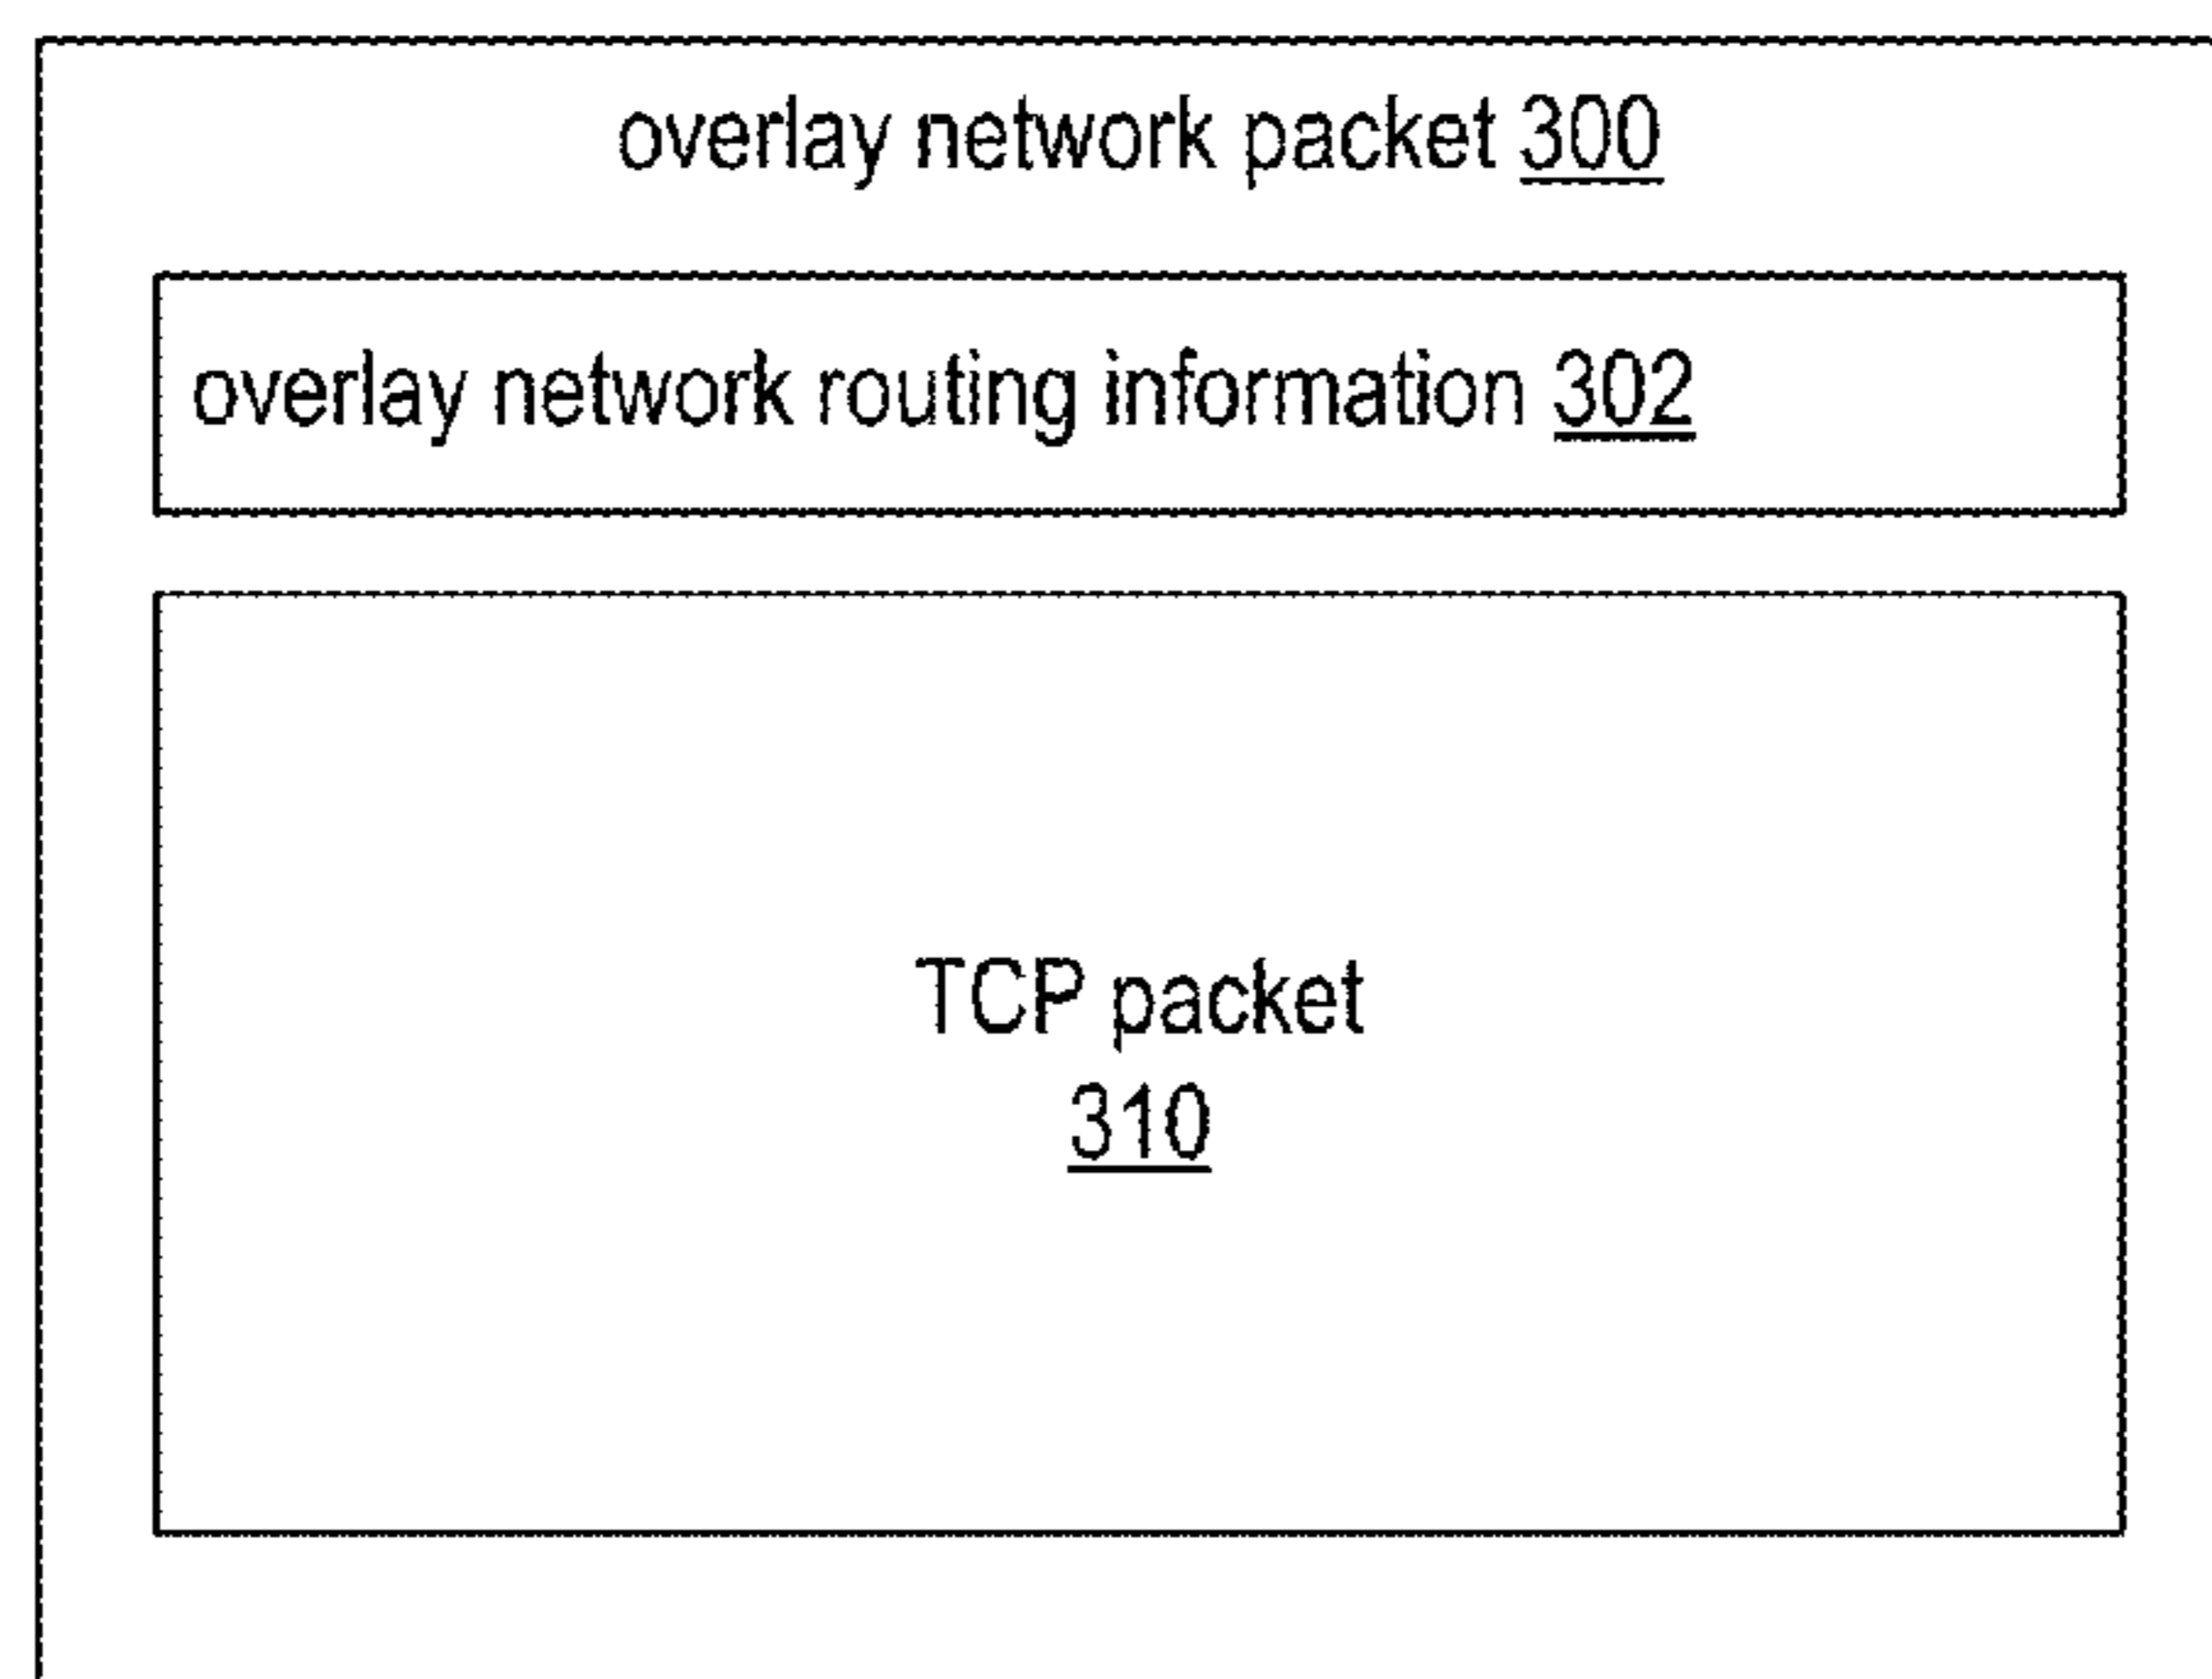 overlay network packet 300
overlay network routing information 302
TCP packet
310